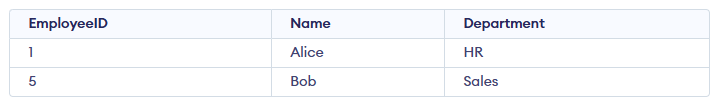 EmployeeID Name Department
1 Alice HR
5 Bob Sales